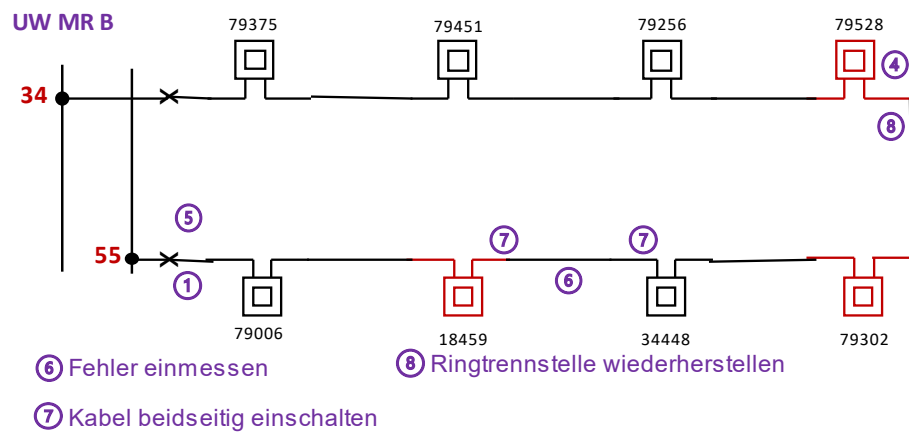 UW MR B
79375 79451 79256 79528
34
4
8
5
55
7 7
1
6
79006 18459 34448 79302
6 Fehler einmessen
8 Ringtrennstelle wiederherstellen
7 Kabel beidseitig einschalten